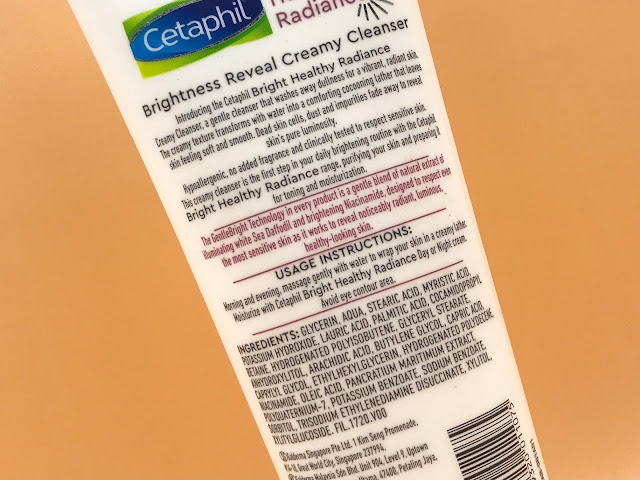 Cetaphil
Radiance
Brightness Reveal Creamy Cleanser
Introducing the Cetaphil Bright Healthy Radiance
Creamy Cleanser, a gentle cleanser that washes away dullness for a vibrant, radiant skin.
The creamy texture transforms with water into a comforting cocooning lather that leaves
skin feeling soft and smooth. Dead skin cells, dust and impurities fade away to reveal
skin's pure luminosity.
Hypoallergenic, no added fragrance and clinically tested to respect sensitive skin.
This creamy cleanser is the first step in your daily brightening routine with the Cetaphil
Bright Healthy Radiance range, purifying your skin and preparing it
for toning and moisturization.
The GentleBright Technology in every product is a gentle blend of natural extract of
illuminating white Sea Daffodil and brightening Niacinamide, designed to respect even
the most sensitive skin as it works to reveal noticeably radiant, luminous,
healthy-looking skin.
USAGE INSTRUCTIONS:
Morning and evening, massage gently with water to wrap your skin in a creamy lather.
Moisturize with Cetaphil Bright Healthy Radiance Day or Night cream.
Avoid eye contour area.
INGREDIENTS: GLYCERIN, AQUA, STEARIC ACID, MYRISTIC ACID,
POTASSIUM HYDROXIDE, LAURIC ACID, PALMITIC ACID, COCAMIDOPROPYL
BETAINE, HYDROGENATED POLYISOBUTENE, GLYCERYL STEARATE,
ANHYDROXYLITOL, ARACHIDIC ACID, BUTYLENE GLYCOL, CAPRIC ACID,
CAPRYLYL GLYCOL, ETHYLHEXYLGLYCERIN, HYDROGENATED POLYDECENE,
NIACINAMIDE, OLEIC ACID, PANCRATIUM MARITIMUM EXTRACT,
POLYQUATERNIUM-7, POTASSIUM BENZOATE, SODIUM BENZOATE,
SORBITOL, TRISODIUM ETHYLENEDIAMINE DISUCCINATE, XYLITOL,
XYLITYLGLUCOSIDE. FIL.1720.V00
Galderma Singapore Pte. Ltd. 1 Kim Seng Promenade,
Great World City, Singapore 237994.
Galderma Malaysia Sdn Bhd. Unit 904, Level 9, Uptown
Utama, 47400, Petaling Jaya,